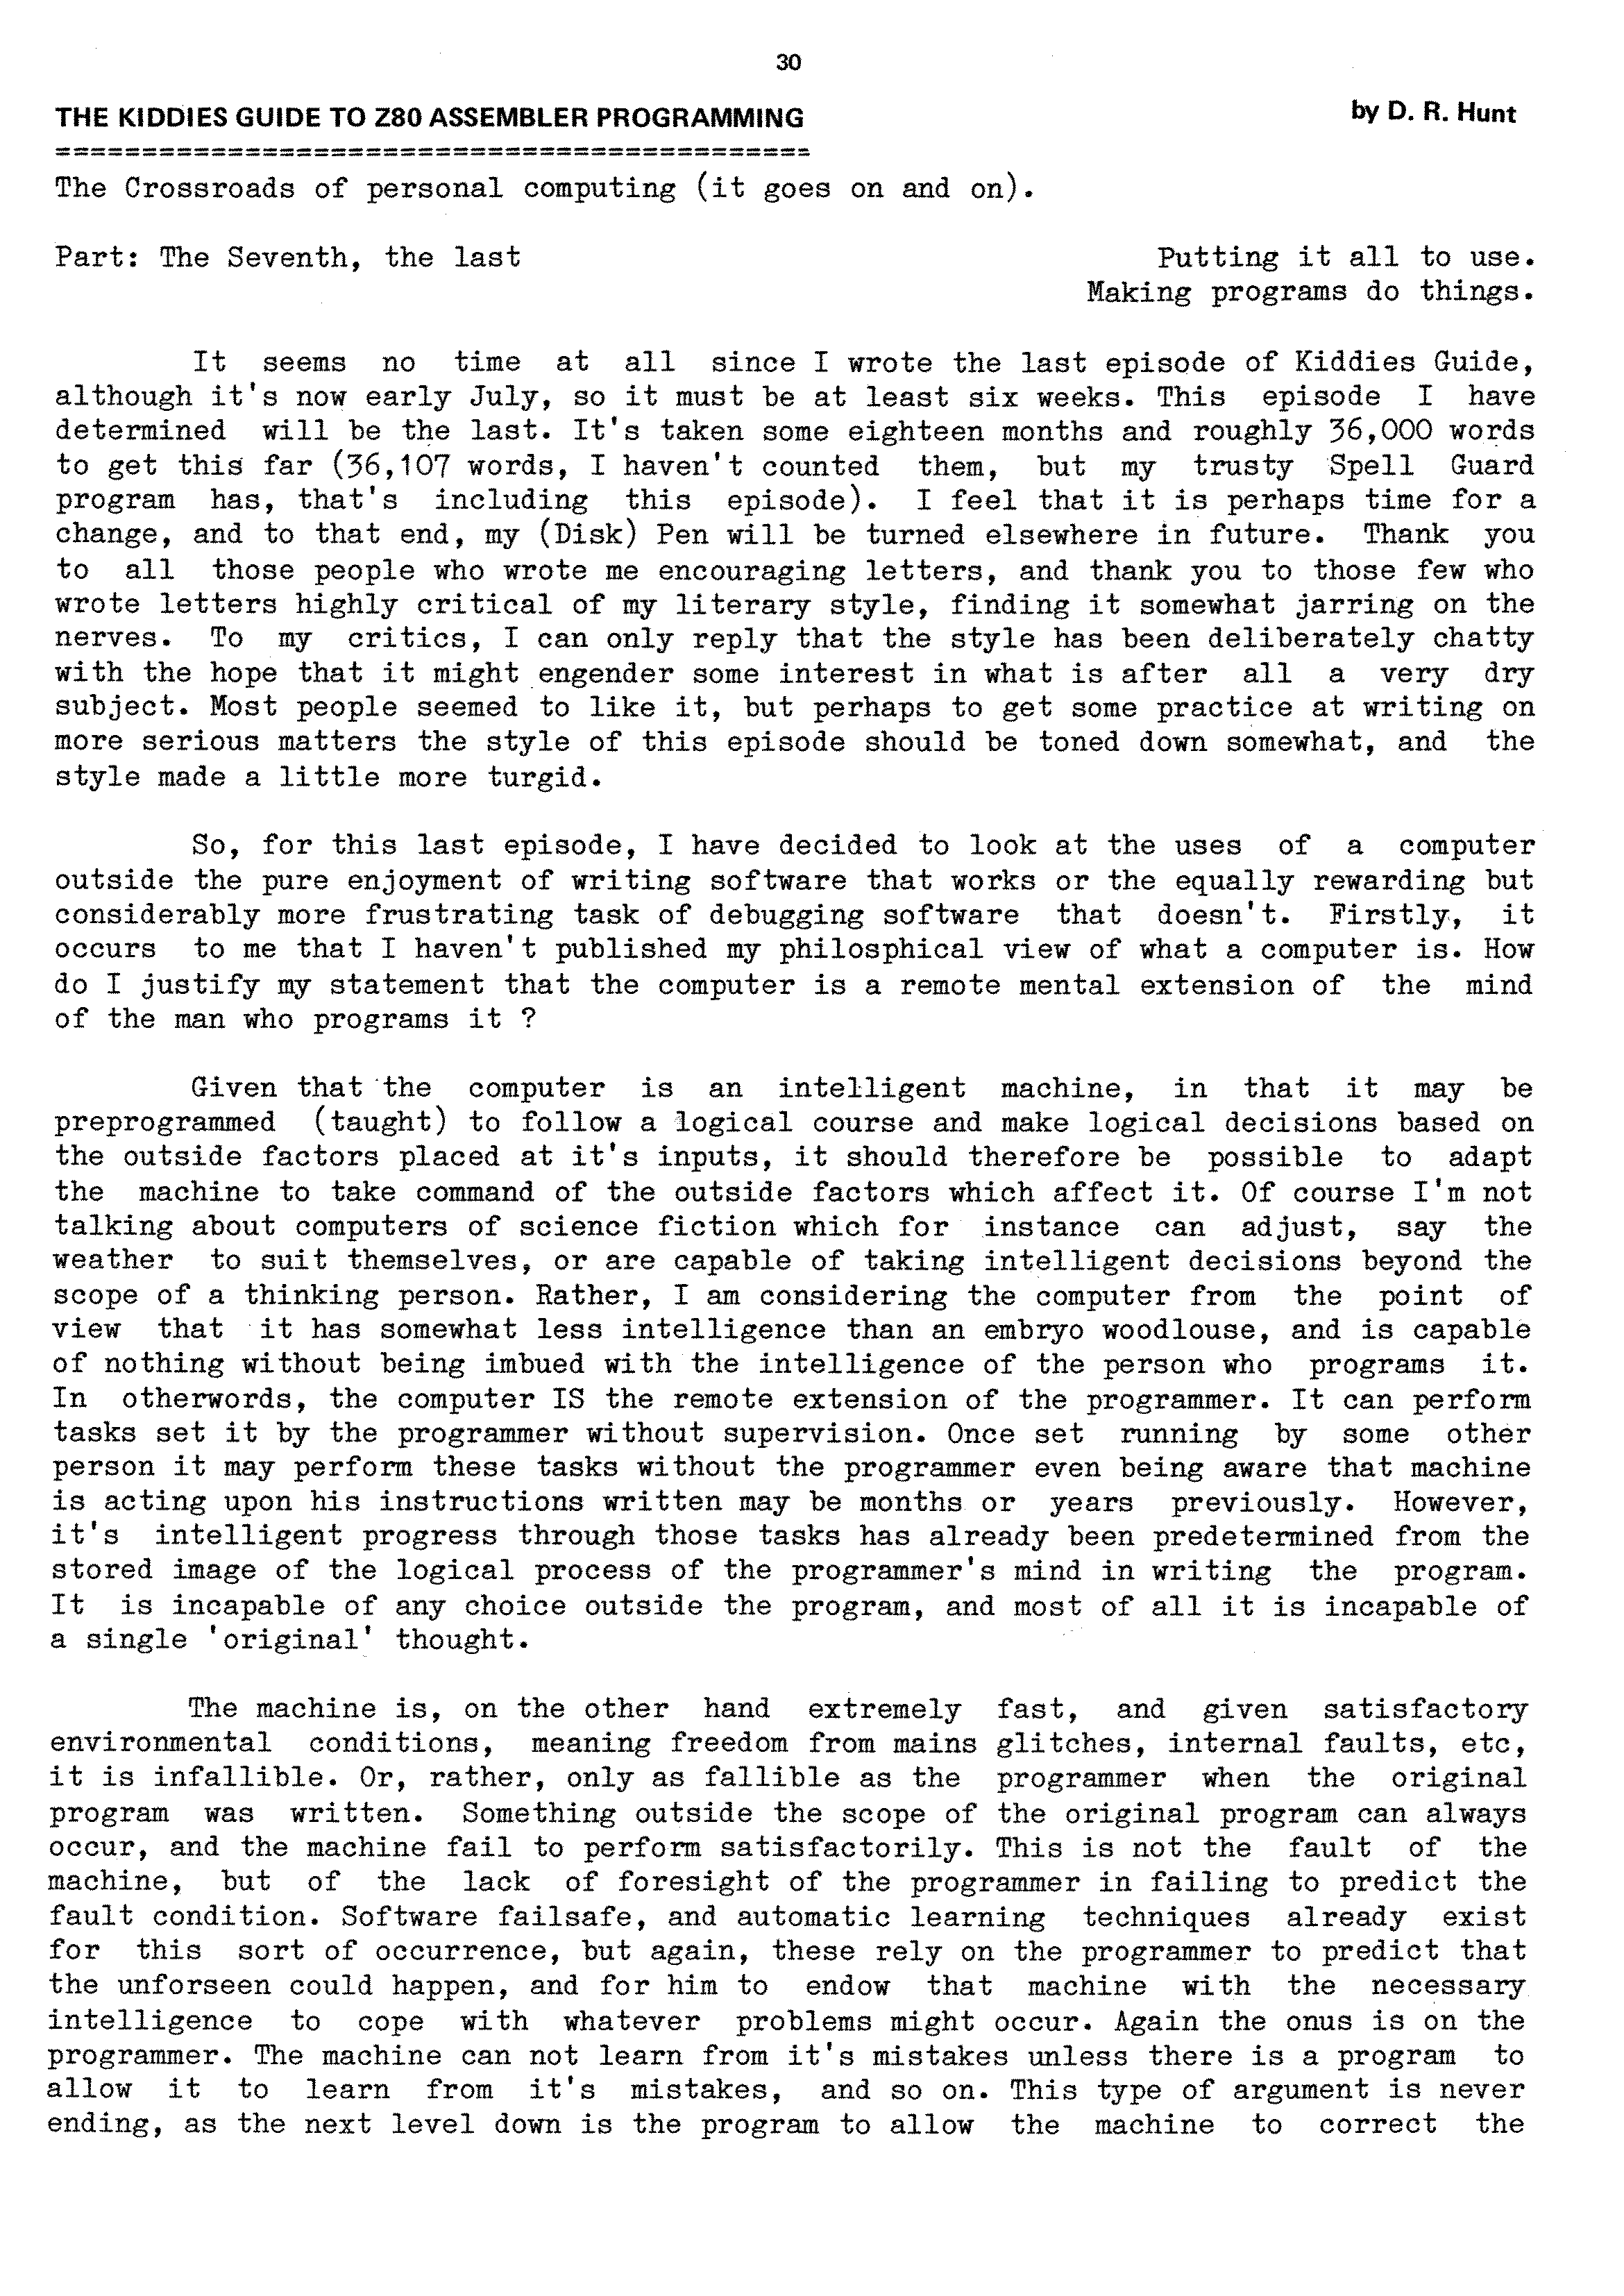 30
THE KIDDIES GUIDE TO Z80 ASSEMBLER PROGRAMMING by D. R. Hunt
============================================
The Crossroads of personal computing (it goes on and on).
Part: The Seventh, the last Putting it all to use.
Making programs do things.
It seems no time at all since I wrote the last episode of Kiddies Guide,
although it's now early July, so it must be at least six weeks. This episode I have
determined will be the last. It's taken some eighteen months and roughly 36,000 words
to get this far (36,107 words, I haven't counted them, but my trusty Spell Guard
program has, that's including this episode). I feel that it is perhaps time for a
change, and to that end, my (Disk) Pen will be turned elsewhere in future. Thank you
to all those people who wrote me encouraging letters, and thank you to those few who
wrote letters highly critical of my literary style, finding it somewhat jarring on the
nerves. To my critics, I can only reply that the style has been deliberately chatty
with the hope that it might engender some interest in what is after all a very dry
subject. Most people seemed to like it, but perhaps to get some practice at writing on
more serious matters the style of this episode should be toned down somewhat, and the
style made a little more turgid.
So, for this last episode, I have decided to look at the uses of a computer
outside the pure enjoyment of writing software that works or the equally rewarding but
considerably more frustrating task of debugging software that doesn't. Firstly, it
occurs to me that I haven't published my philosphical view of what a computer is. How
do I justify my statement that the computer is a remote mental extension of the mind
of the man who programs it ?
Given that the computer is an intelligent machine, in that it may be
preprogrammed (taught) to follow a logical course and make logical decisions based on
the outside factors placed at it's inputs, it should therefore be possible to adapt
the machine to take command of the outside factors which affect it. Of course I'm not
talking about computers of science fiction which for instance can adjust, say the
weather to suit themselves, or are capable of taking intelligent decisions beyond the
scope of a thinking person. Rather, I am considering the computer from the point of
view that it has somewhat less intelligence than an embryo woodlouse, and is capable
of nothing without being imbued with the intelligence of the person who programs it.
In otherwords, the computer IS the remote extension of the programmer. It can perform
tasks set it by the programmer without supervision. Once set running by some other
person it may perform these tasks without the programmer even being aware that machine
is acting upon his instructions written may be months or years previously. However,
it's intelligent progress through those tasks has already been predetermined from the
stored image of the logical process of the programmer's mind in writing the program.
It is incapable of any choice outside the program, and most of all it is incapable of
a single 'original' thought.
The machine is, on the other hand extremely fast, and given satisfactory
environmental conditions, meaning freedom from mains glitches, internal faults, etc,
it is infallible. Or, rather, only as fallible as the programmer when the original
program was written. Something outside the scope of the original program can always
occur, and the machine fail to perform satisfactorily. This is not the fault of the
machine, but of the lack of foresight of the programmer in failing to predict the
fault condition. Software failsafe, and automatic learning techniques already exist
for this sort of occurrence, but again, these rely on the programmer to predict that
the unforseen could happen, and for him to endow that machine with the necessary
intelligence to cope with whatever problems might occur. Again the onus is on the
programmer. The machine can not learn from it's mistakes unless there is a program to
allow it to learn from it's mistakes, and so on. This type of argument is never
ending, as the next level down is the program to allow the machine to correct the